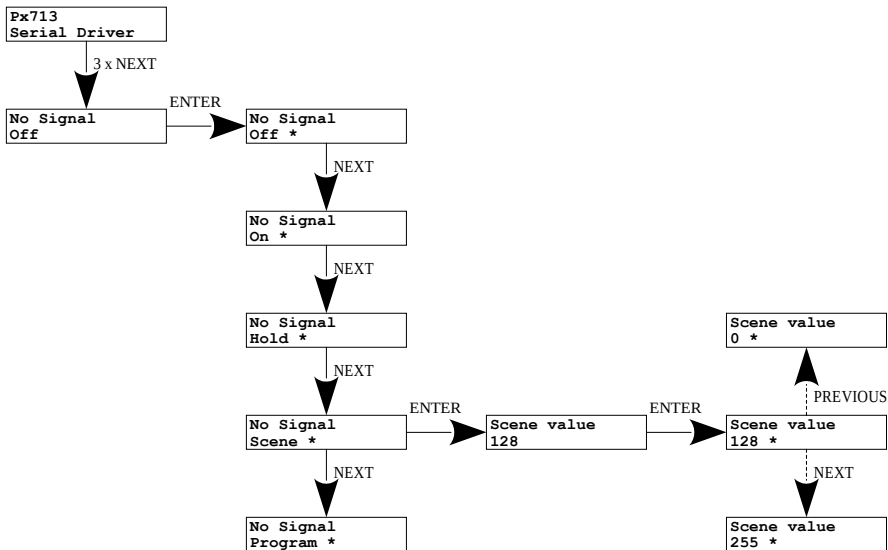 Px713
Serial Driver
3 x NEXT
No Signal
Off
ENTER
No Signal
Off *
NEXT
No Signal
On *
NEXT
No Signal
Hold *
NEXT
No Signal
Scene *
ENTER
Scene value
128
ENTER
Scene value
128 *
PREVIOUS
Scene value
0 *
NEXT
Scene value
255 *
NEXT
No Signal
Program *